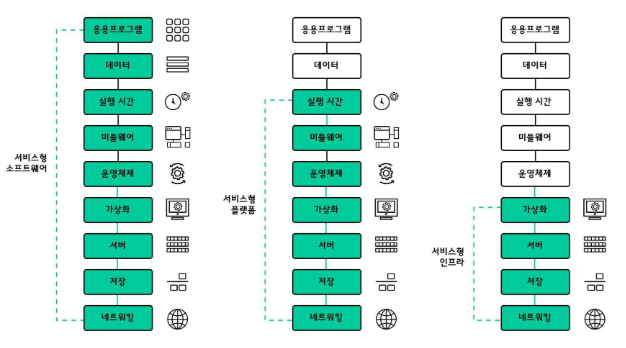 서비스형
소프트웨어
응용프로그램
데이터
실행 시간
미들웨어
운영체제
가상화
서버
저장
네트워킹
서비스형
플랫폼
응용프로그램
데이터
실행 시간
미들웨어
운영체제
가상화
서버
저장
네트워킹
서비스형
인프라
응용프로그램
데이터
실행 시간
미들웨어
운영체제
가상화
서버
저장
네트워킹